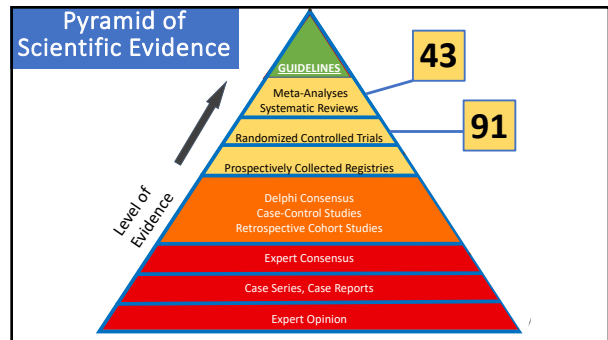 Pyramid of
Scientific Evidence
43
GUIDELINES
Meta-Analyses
Systematic Reviews
91
Randomized Controlled Trials
Prospectively Collected Registries
Level of
Evidence
Delphi Consensus
Case-Control Studies
Retrospective Cohort Studies
Expert Consensus
Case Series, Case Reports
Expert Opinion